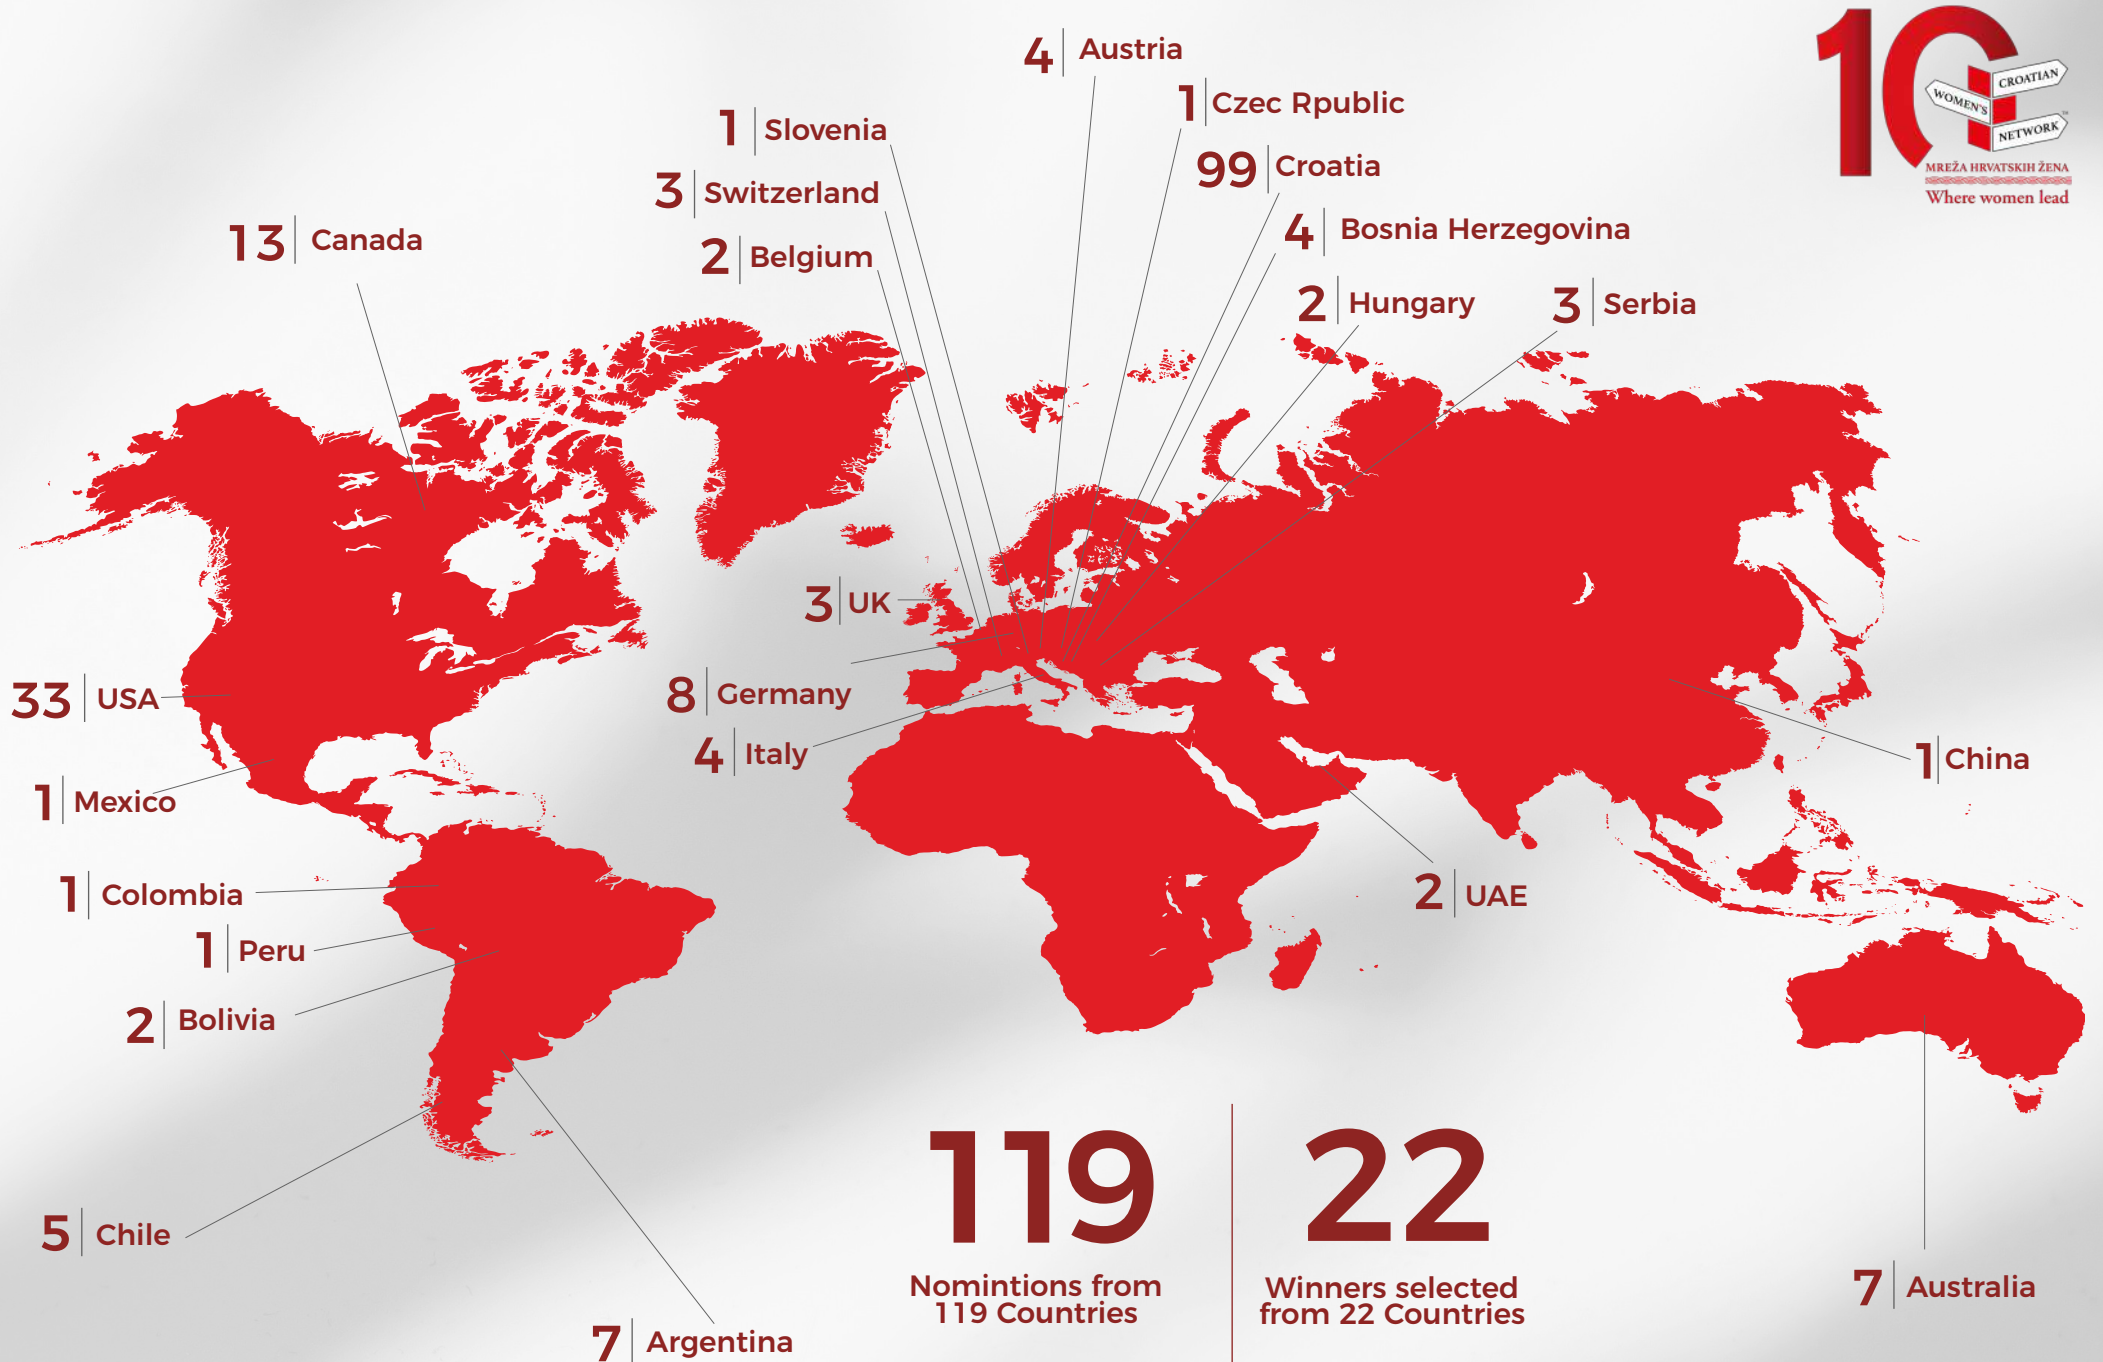 10
CROATIAN
WOMEN'S
NETWORK
™
MREŽA HRVATSKIH ŽENA
Where women lead
4 Austria
1 Czec Rpublic
1 Slovenia
99 Croatia
3 Switzerland
4 Bosnia Herzegovina
13 Canada
2 Belgium
2 Hungary
3 Serbia
3 UK
33 USA
8 Germany
4 Italy
1 China
1 Mexico
1 Colombia
2 UAE
1 Peru
2 Bolivia
5 Chile
7 Argentina
7 Australia
119
Nomintions from
119 Countries
22
Winners selected
from 22 Countries